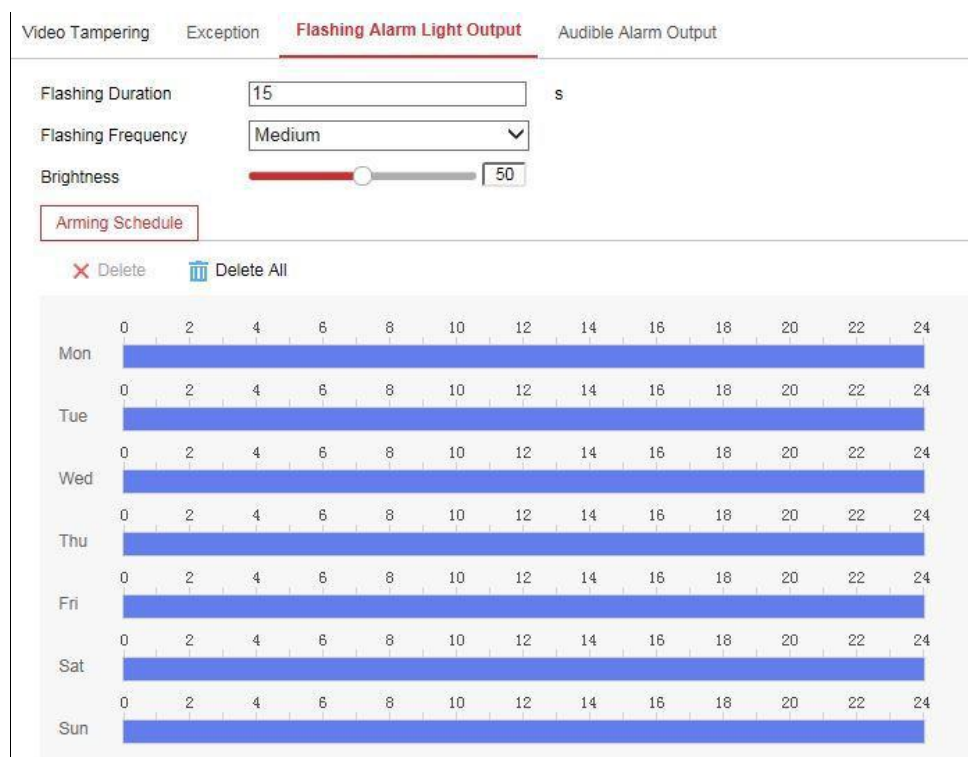 Video Tampering Exception Flashing Alarm Light Output Audible Alarm Output
Flashing Duration 15 s
Flashing Frequency Medium
Brightness 50
Arming Schedule
Delete Delete All
0 2 4 6 8 10 12 14 16 18 20 22 24
Mon
0 2 4 6 8 10 12 14 16 18 20 22 24
Tue
0 2 4 6 8 10 12 14 16 18 20 22 24
Wed
0 2 4 6 8 10 12 14 16 18 20 22 24
Thu
0 2 4 6 8 10 12 14 16 18 20 22 24
Fri
0 2 4 6 8 10 12 14 16 18 20 22 24
Sat
0 2 4 6 8 10 12 14 16 18 20 22 24
Sun